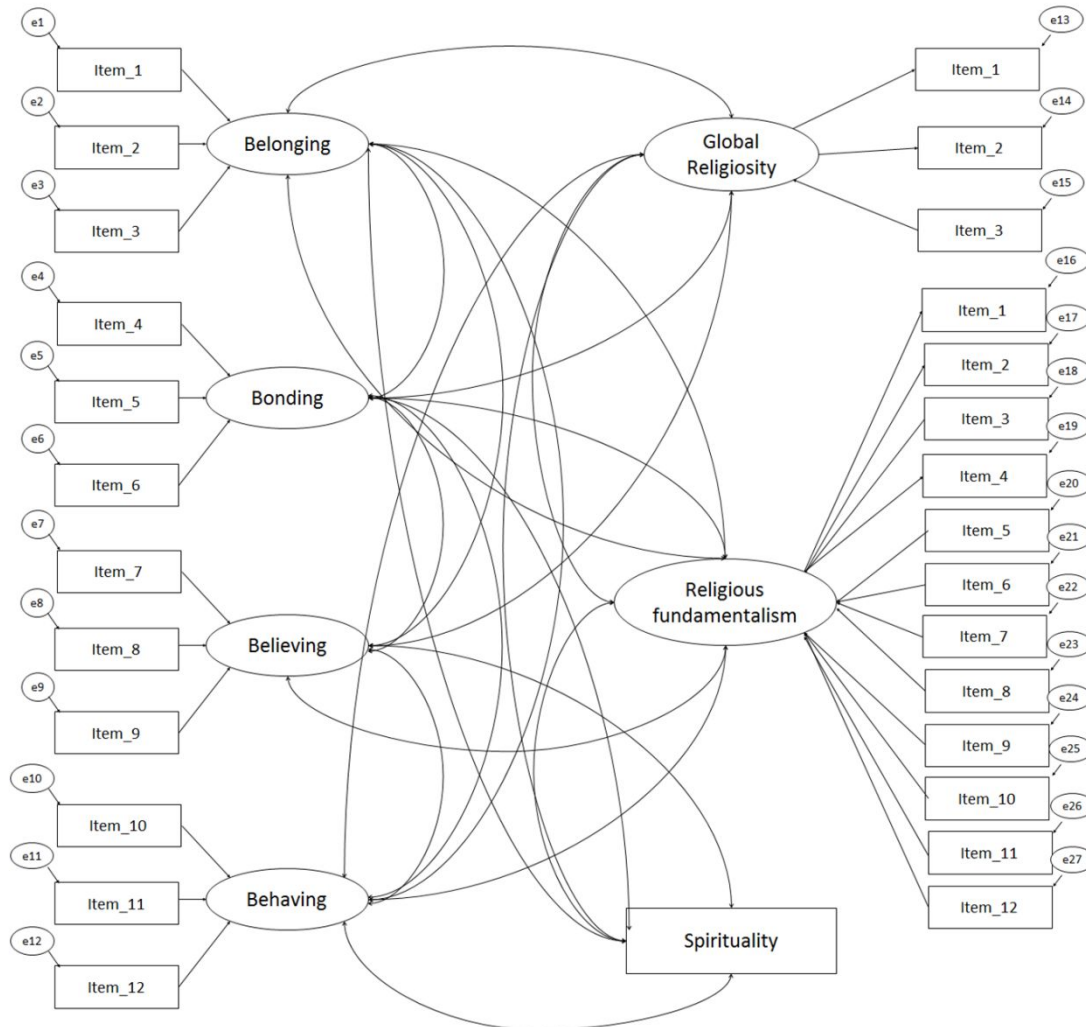 e1
Item_1
e2
Item_2
Belonging
e3
Item_3
e4
Item_4
e5
Item_5
Bonding
e6
Item_6
e7
Item_7
e8
Item_8
Believing
e9
Item_9
e10
Item_10
e11
Item_11
Behaving
e12
Item_12
e13
Item_1
e14
Global
Religiosity
Item_2
e15
Item_3
e16
Item_1
e17
Item_2
e18
Item_3
e19
Item_4
e20
Item_5
e21
Item_6
Religious
fundamentalism
e22
Item_7
e23
Item_8
e24
Item_9
e25
Item_10
e26
Item_11
e27
Item_12
Spirituality